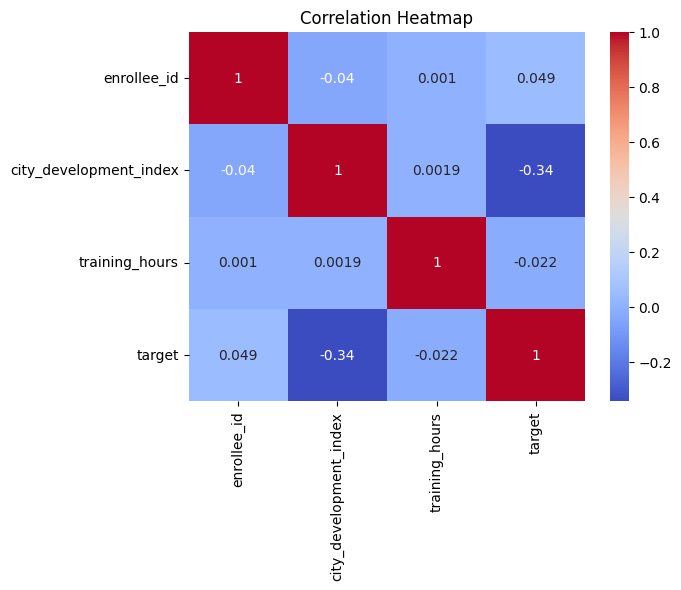 Correlation Heatmap
enrollee_id
1
-0.04
0.001
0.049
city_development_index
-0.04
1
0.0019
-0.34
training_hours
0.001
0.0019
1
-0.022
target
0.049
-0.34
-0.022
1
enrollee_id
city_development_index
training_hours
target
1.0
0.8
0.6
0.4
0.2
0.0
−0.2